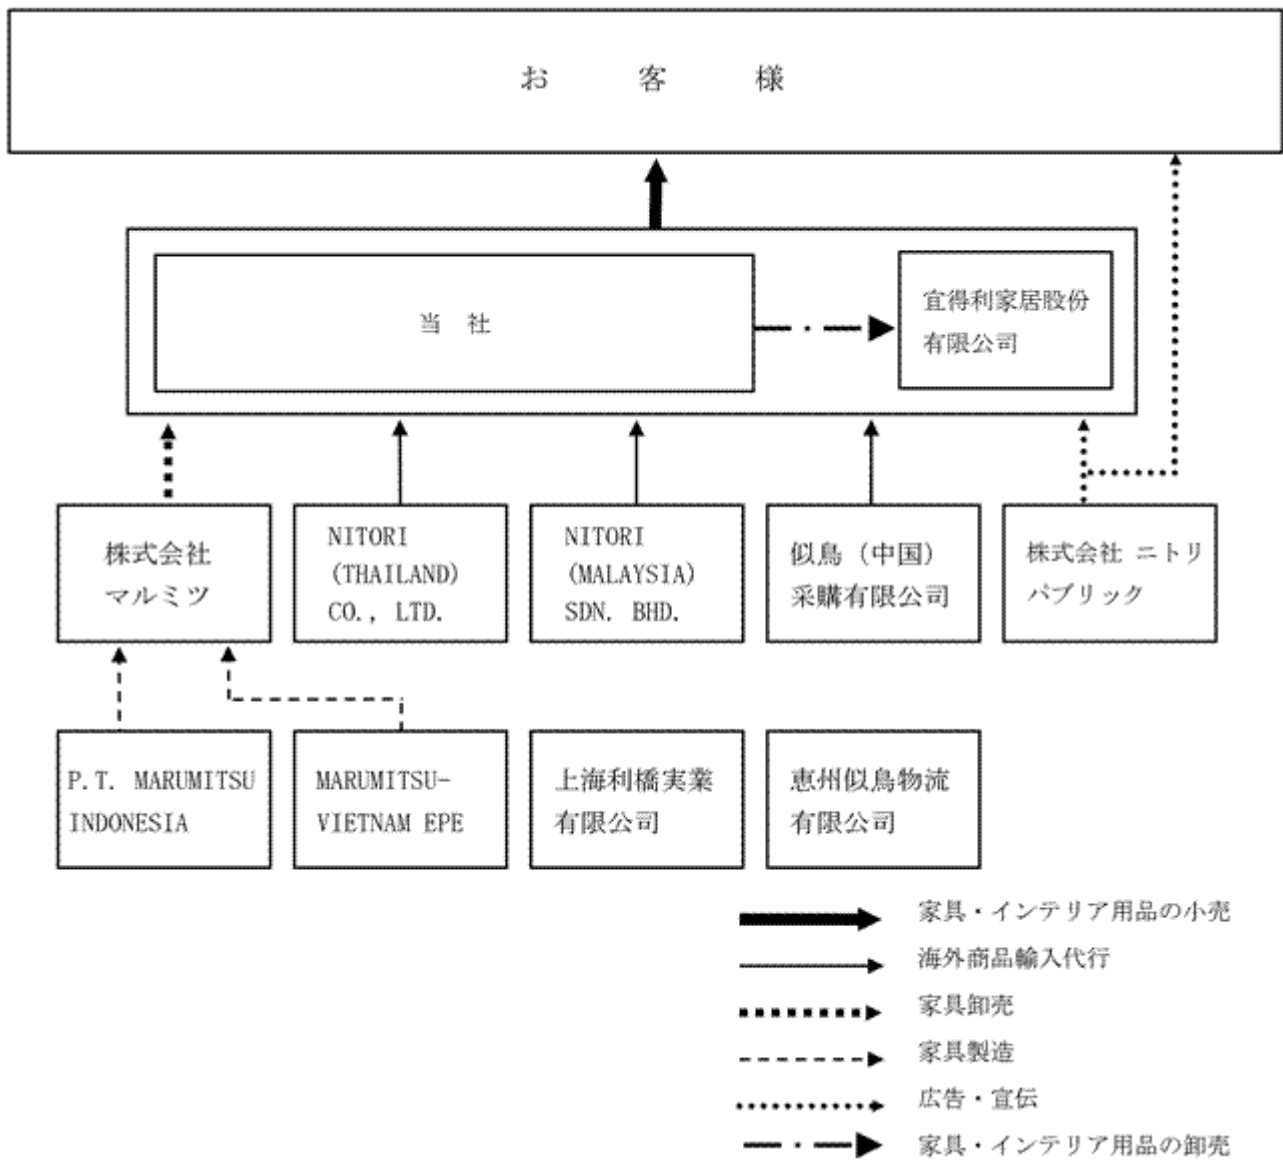 お客様
当社
宜得利家居股份
有限公司
株式会社
マルミツ
NITORI
(THAILAND)
CO., LTD.
NITORI
(MALAYSIA)
SDN. BHD.
似鳥（中国）
采購有限公司
株式会社 ニトリ
パブリック
P.T. MARUMITSU
INDONESIA
MARUMITSU-
VIETNAM EPE
上海利橋実業
有限公司
恵州似鳥物流
有限公司
家具・インテリア用品の小売
海外商品輸入代行
家具卸売
家具製造
広告・宣伝
家具・インテリア用品の卸売